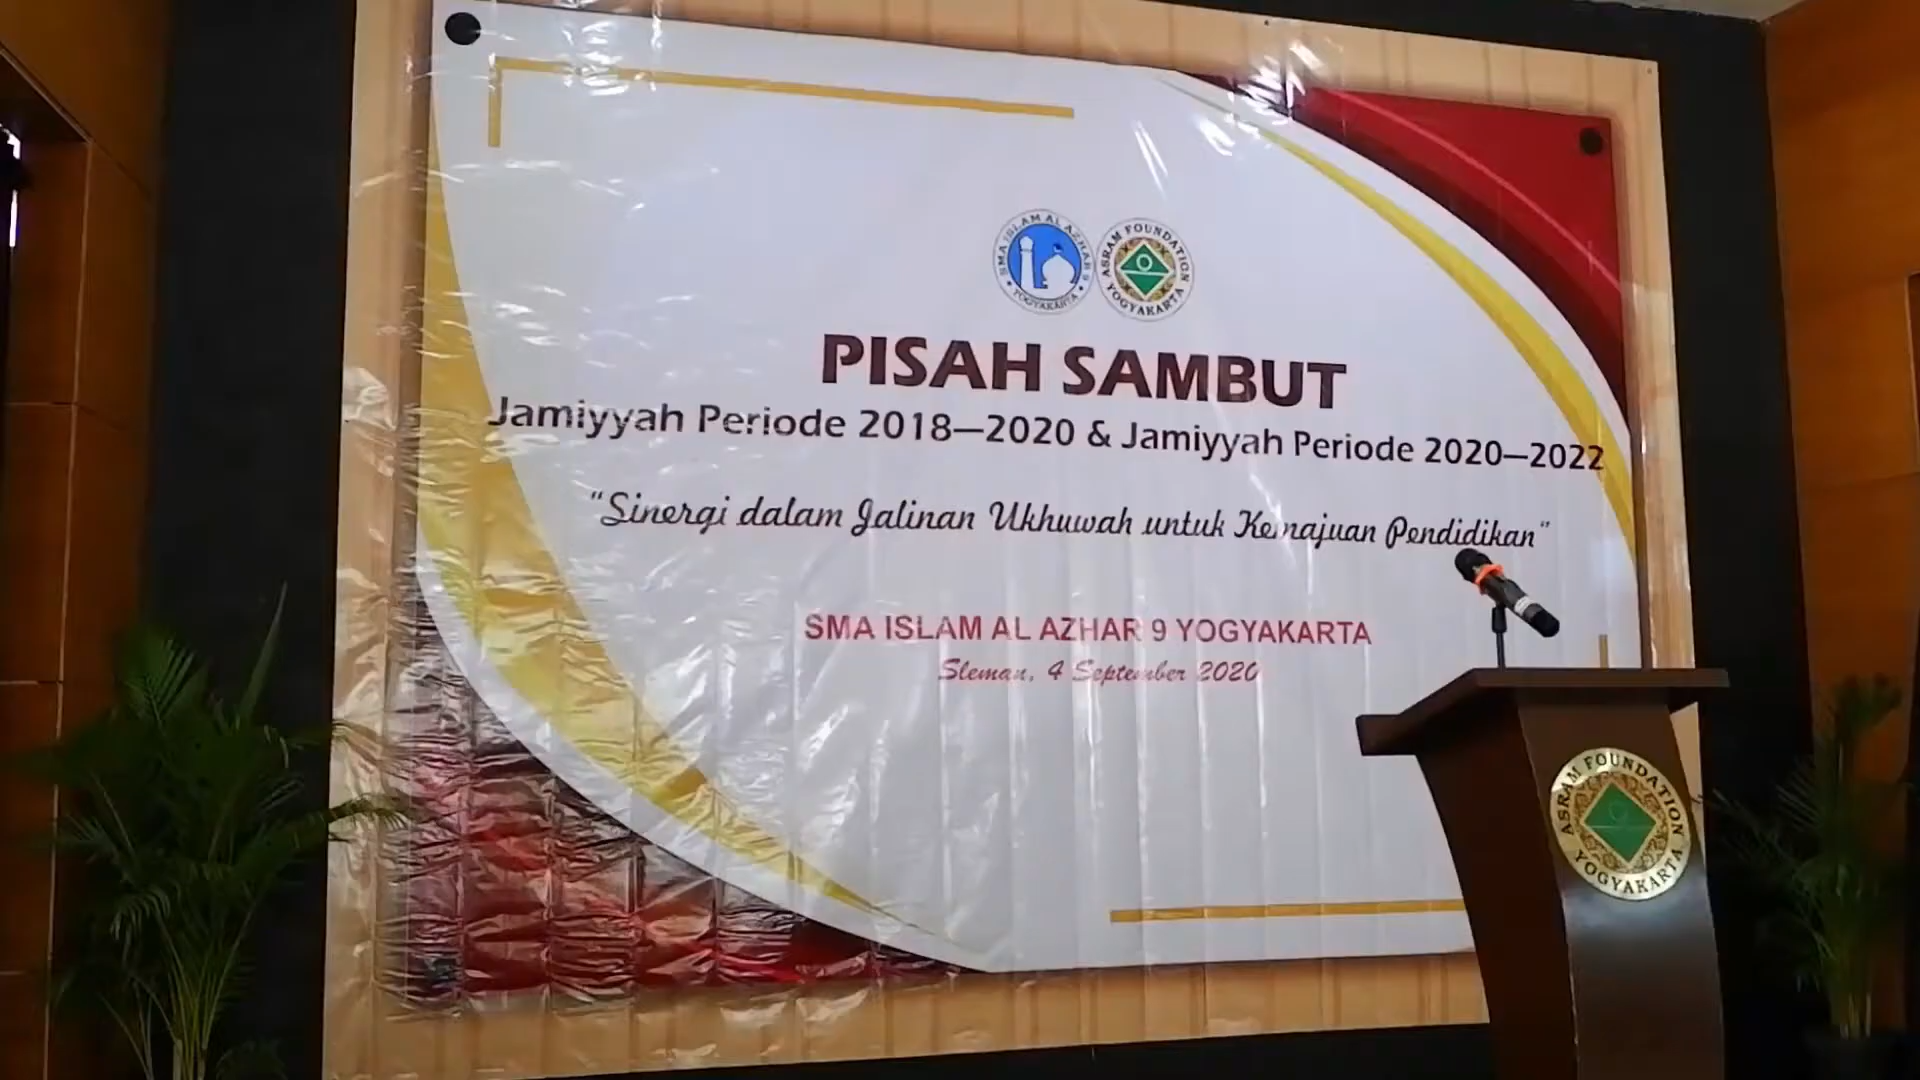 SMA ISLAM AL AZHAR 9
YOGYAKARTA
ASRAM FOUNDATION
YOGYAKARTA
PISAH SAMBUT
Jamiyyah Periode 2018—2020 & Jamiyyah Periode 2020—2022
“Sinergi dalam Jalinan Ukhuwah untuk Kemajuan Pendidikan”
SMA ISLAM AL AZHAR 9 YOGYAKARTA
Sleman, 4 September 2020
ASRAM FOUNDATION
YOGYAKARTA